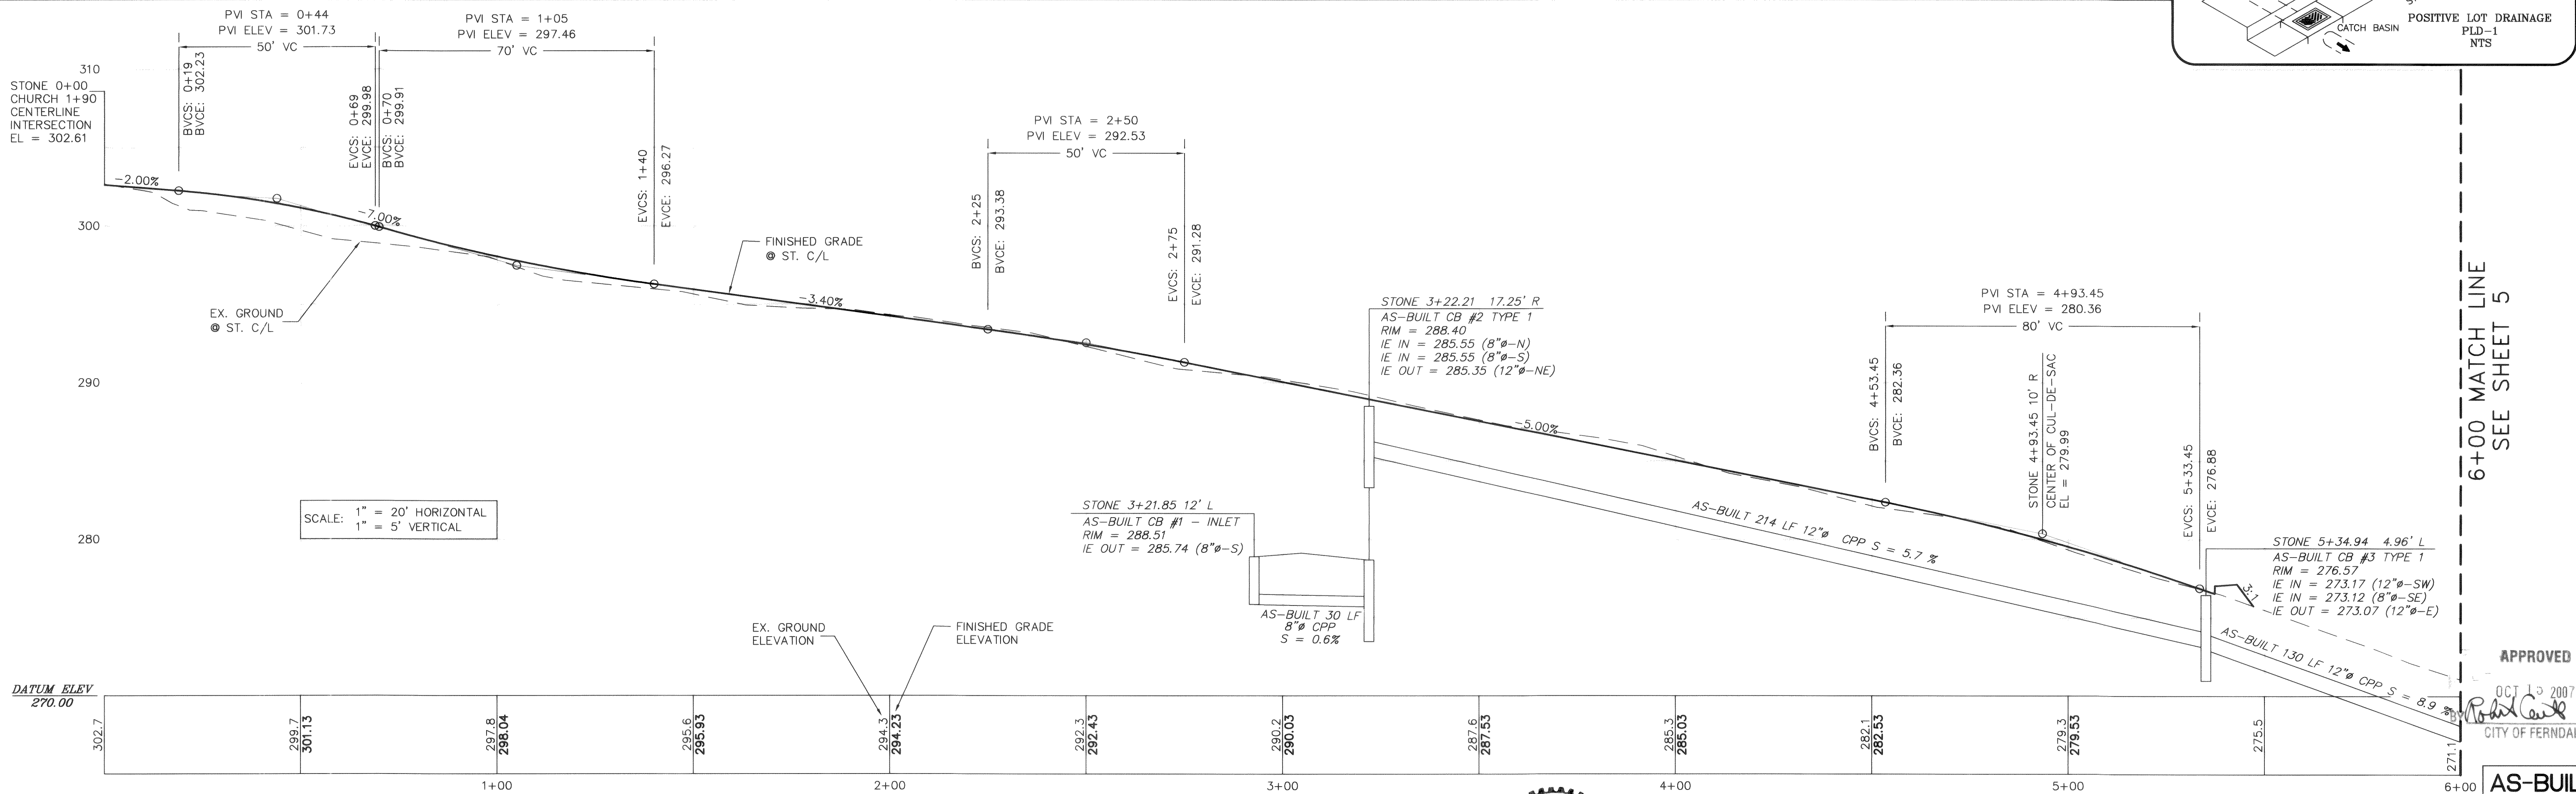 PVI STA = 0+44
PVI ELEV = 301.73
50' VC
PVI STA = 1+05
PVI ELEV = 297.46
70' VC
CATCH BASIN
POSITIVE LOT DRAINAGE
PLD-1
NTS
310
300
290
280
STONE 0+00
CHURCH 1+90
CENTERLINE
INTERSECTION
EL = 302.61
BVCS: 0+19
BVCE: 302.23
EVCS: 0+69
EVCE: 299.98
BVCS: 0+70
BVCE: 299.91
EVCS: 1+40
EVCE: 296.27
PVI STA = 2+50
PVI ELEV = 292.53
50' VC
BVCS: 2+25
BVCE: 293.38
EVCS: 2+75
EVCE: 291.28
-2.00%
-7.00%
-3.40%
-5.00%
EX. GROUND
@ ST. C/L
FINISHED GRADE
@ ST. C/L
STONE 3+22.21 17.25' R
AS-BUILT CB #2 TYPE 1
RIM = 288.40
IE IN = 285.55 (8"ø-N)
IE IN = 285.55 (8"ø-S)
IE OUT = 285.35 (12"ø-NE)
PVI STA = 4+93.45
PVI ELEV = 280.36
80' VC
BVCS: 4+53.45
BVCE: 282.36
STONE 4+93.45 10' R
CENTER OF CUL-DE-SAC
EL = 279.99
EVCS: 5+33.45
EVCE: 276.88
6+00 MATCH LINE
SEE SHEET 5
SCALE: 1" = 20' HORIZONTAL
1" = 5' VERTICAL
STONE 3+21.85 12' L
AS-BUILT CB #1 - INLET
RIM = 288.51
IE OUT = 285.74 (8"ø-S)
AS-BUILT 30 LF
8"ø CPP
S = 0.6%
AS-BUILT 214 LF 12"ø CPP S = 5.7 %
STONE 5+34.94 4.96' L
AS-BUILT CB #3 TYPE 1
RIM = 276.57
IE IN = 273.17 (12"ø-SW)
IE IN = 273.12 (8"ø-SE)
IE OUT = 273.07 (12"ø-E)
3:1
AS-BUILT 130 LF 12"ø CPP S = 8.9 %
EX. GROUND
ELEVATION
FINISHED GRADE
ELEVATION
DATUM ELEV
270.00
302.7
299.7
301.13
297.8
298.04
295.6
295.93
294.3
294.23
292.3
292.43
290.2
290.03
287.6
287.53
285.3
285.03
282.1
282.53
279.3
279.53
275.5
271.1
1+00
2+00
3+00
4+00
5+00
6+00
APPROVED
OCT 2007
BY
CITY OF FERNDAL
AS-BUIL